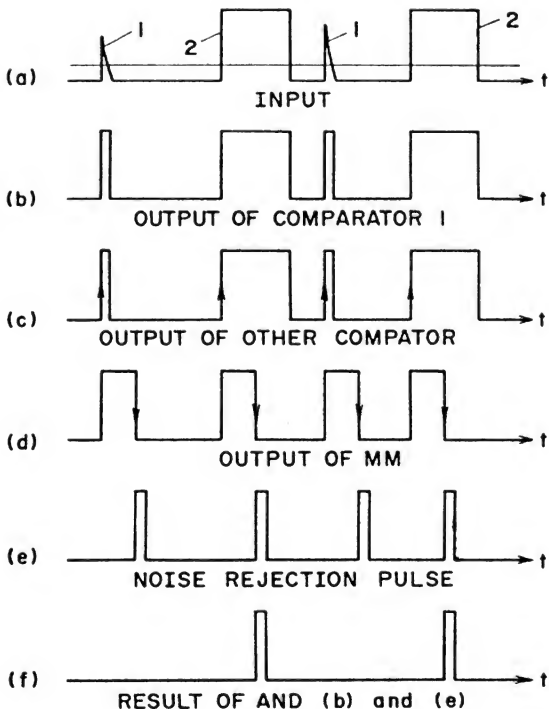 1
2
1
2
(a)
t
INPUT
(b)
t
OUTPUT OF COMPARATOR 1
(c)
t
OUTPUT OF OTHER COMPATOR
(d)
t
OUTPUT OF MM
(e)
t
NOISE REJECTION PULSE
(f)
t
RESULT OF AND (b) and (e)